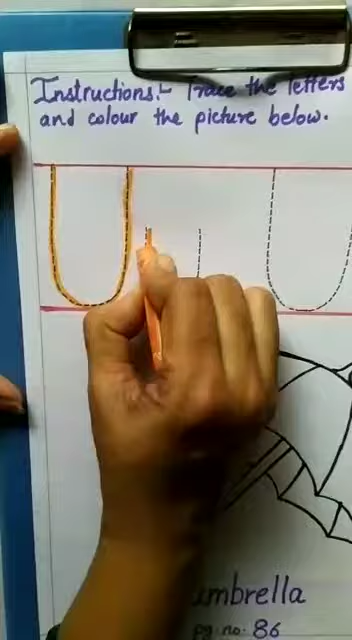 Instructions:- Trace the letters
and colour the picture below.
U u U
umbrella
pg. no. 86